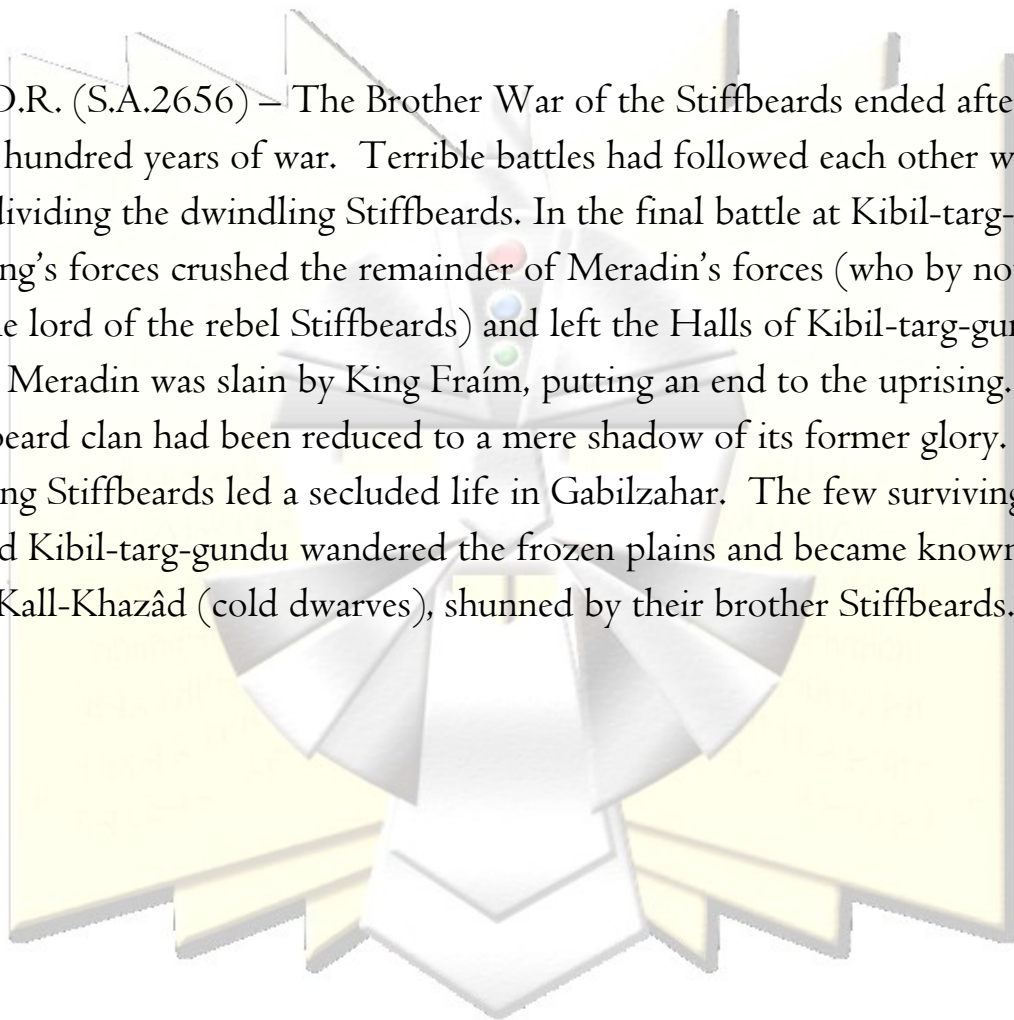 D.R. (S.A.2656) – The Brother War of the Stiffbeards ended afte
hundred years of war. Terrible battles had followed each other w
dividing the dwindling Stiffbeards. In the final battle at Kibil-targ-
ng’s forces crushed the remainder of Meradin’s forces (who by no
e lord of the rebel Stiffbeards) and left the Halls of Kibil-targ-gu
Meradin was slain by King Fraím, putting an end to the uprising.
beard clan had been reduced to a mere shadow of its former glory.
ng Stiffbeards led a secluded life in Gabilzahar. The few surviving
d Kibil-targ-gundu wandered the frozen plains and became known
Kall-Khazâd (cold dwarves), shunned by their brother Stiffbeards.